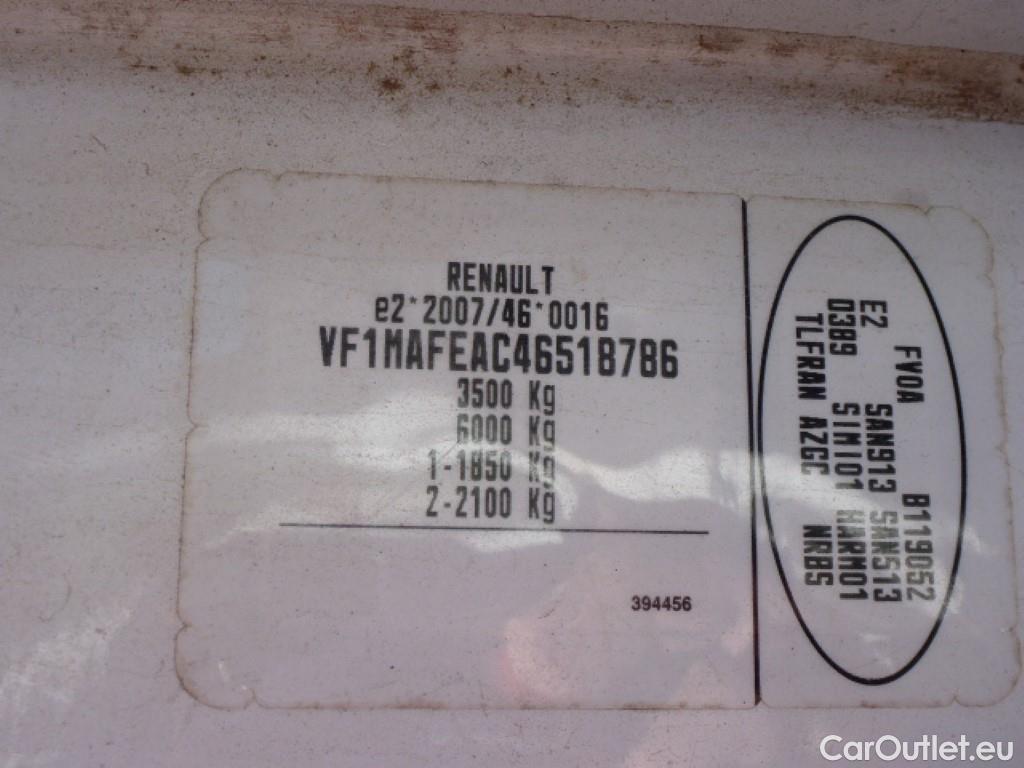 RENAULT
e2*2007/46*0016
VF1MAFEAC46518786
3500 Kg
6000 Kg
1-1850 Kg
2-2100 Kg
394456
FV0A B119052
E2 SAN913 SAN513
D389 SIM101 HARM01
TLFRAN AZGC NRBS
CarOutlet.eu